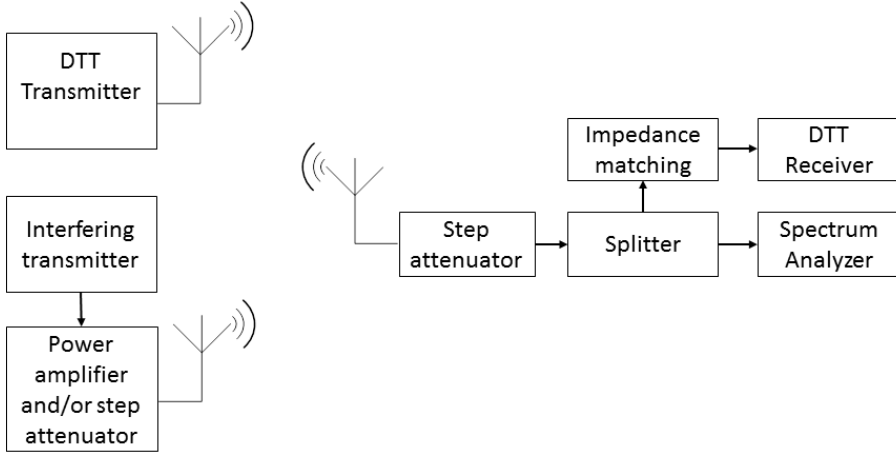 DTT
Transmitter
Interfering
transmitter
Power
amplifier
and/or step
attenuator
Step
attenuator
Splitter
Impedance
matching
DTT
Receiver
Spectrum
Analyzer